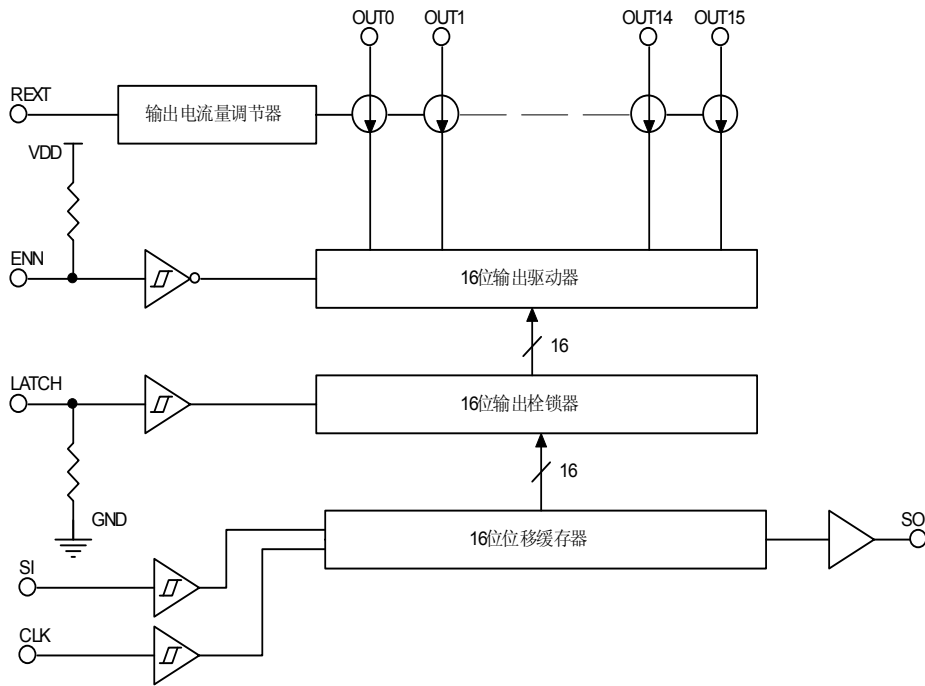 OUT0 OUT1 OUT14 OUT15
REXT
输出电流量调节器
VDD
ENN
16位输出驱动器
16
LATCH
16位输出栓锁器
16
GND
16位位移缓存器
SO
SI
CLK